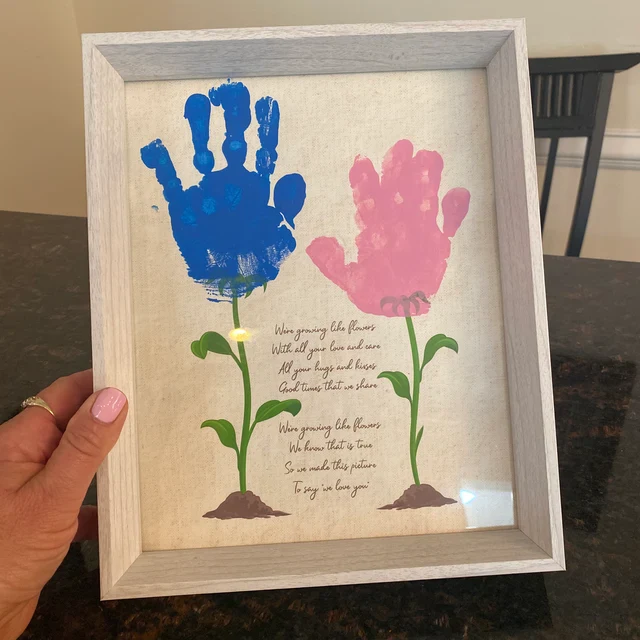 We're growing like flowers
With all your love and care
All your hugs and kisses
Good times that we share
We're growing like flowers
We know that is true
So we made this picture
To say 'we love you'